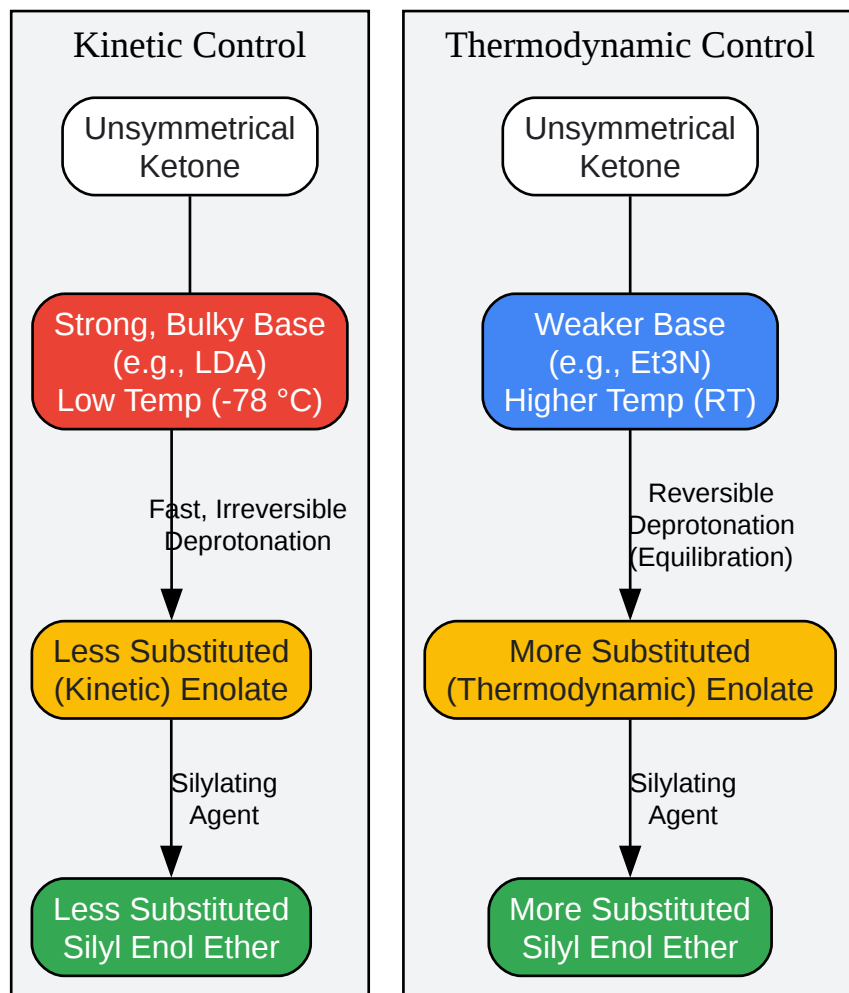 Kinetic Control
Unsymmetrical
Ketone
Strong, Bulky Base
(e.g., LDA)
Low Temp (-78 °C)
Fast, Irreversible
Deprotonation
Less Substituted
(Kinetic) Enolate
Silylating
Agent
Less Substituted
Silyl Enol Ether
Thermodynamic Control
Unsymmetrical
Ketone
Weaker Base
(e.g., Et3N)
Higher Temp (RT)
Reversible
Deprotonation
(Equilibration)
More Substituted
(Thermodynamic) Enolate
Silylating
Agent
More Substituted
Silyl Enol Ether